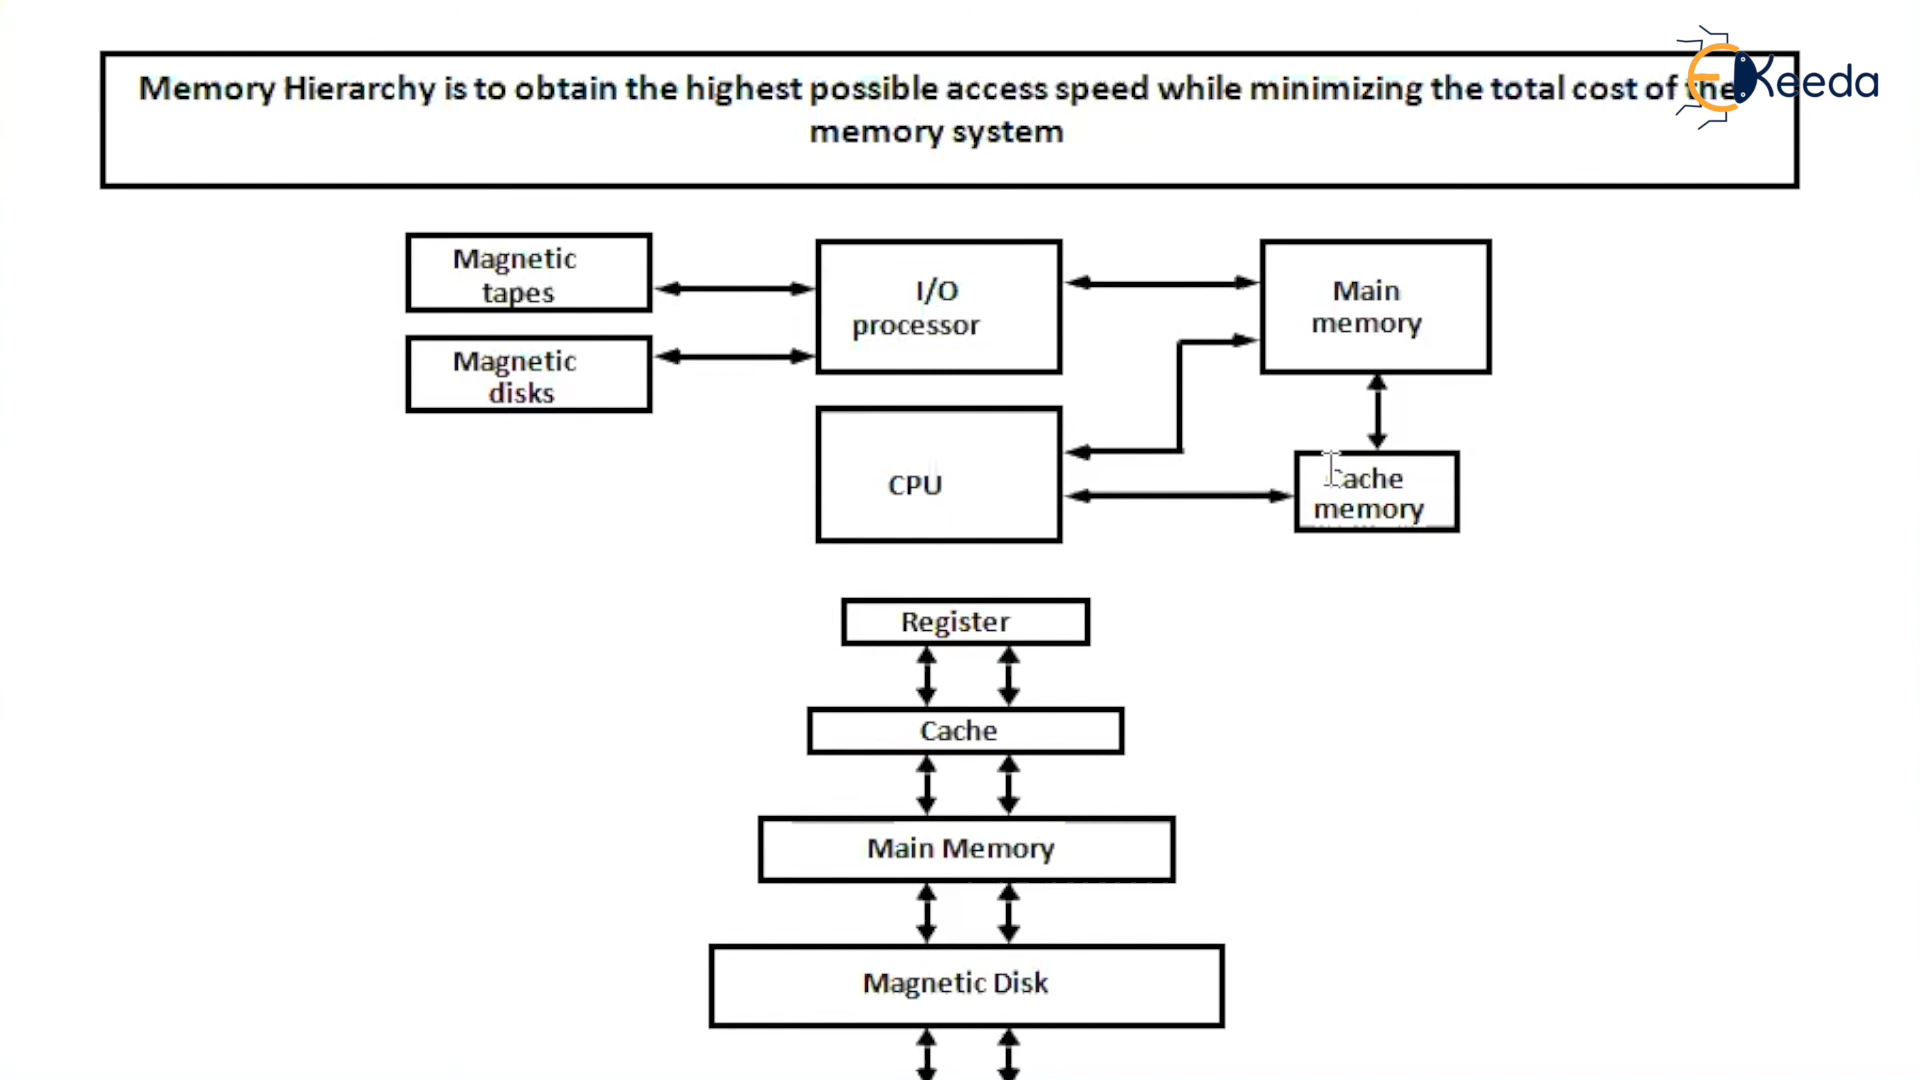 Memory Hierarchy is to obtain the highest possible access speed while minimizing the total cost of the
memory system
EKeeda
Magnetic
tapes
I/O
processor
Main
memory
Magnetic
disks
CPU
Cache
memory
Register
Cache
Main Memory
Magnetic Disk